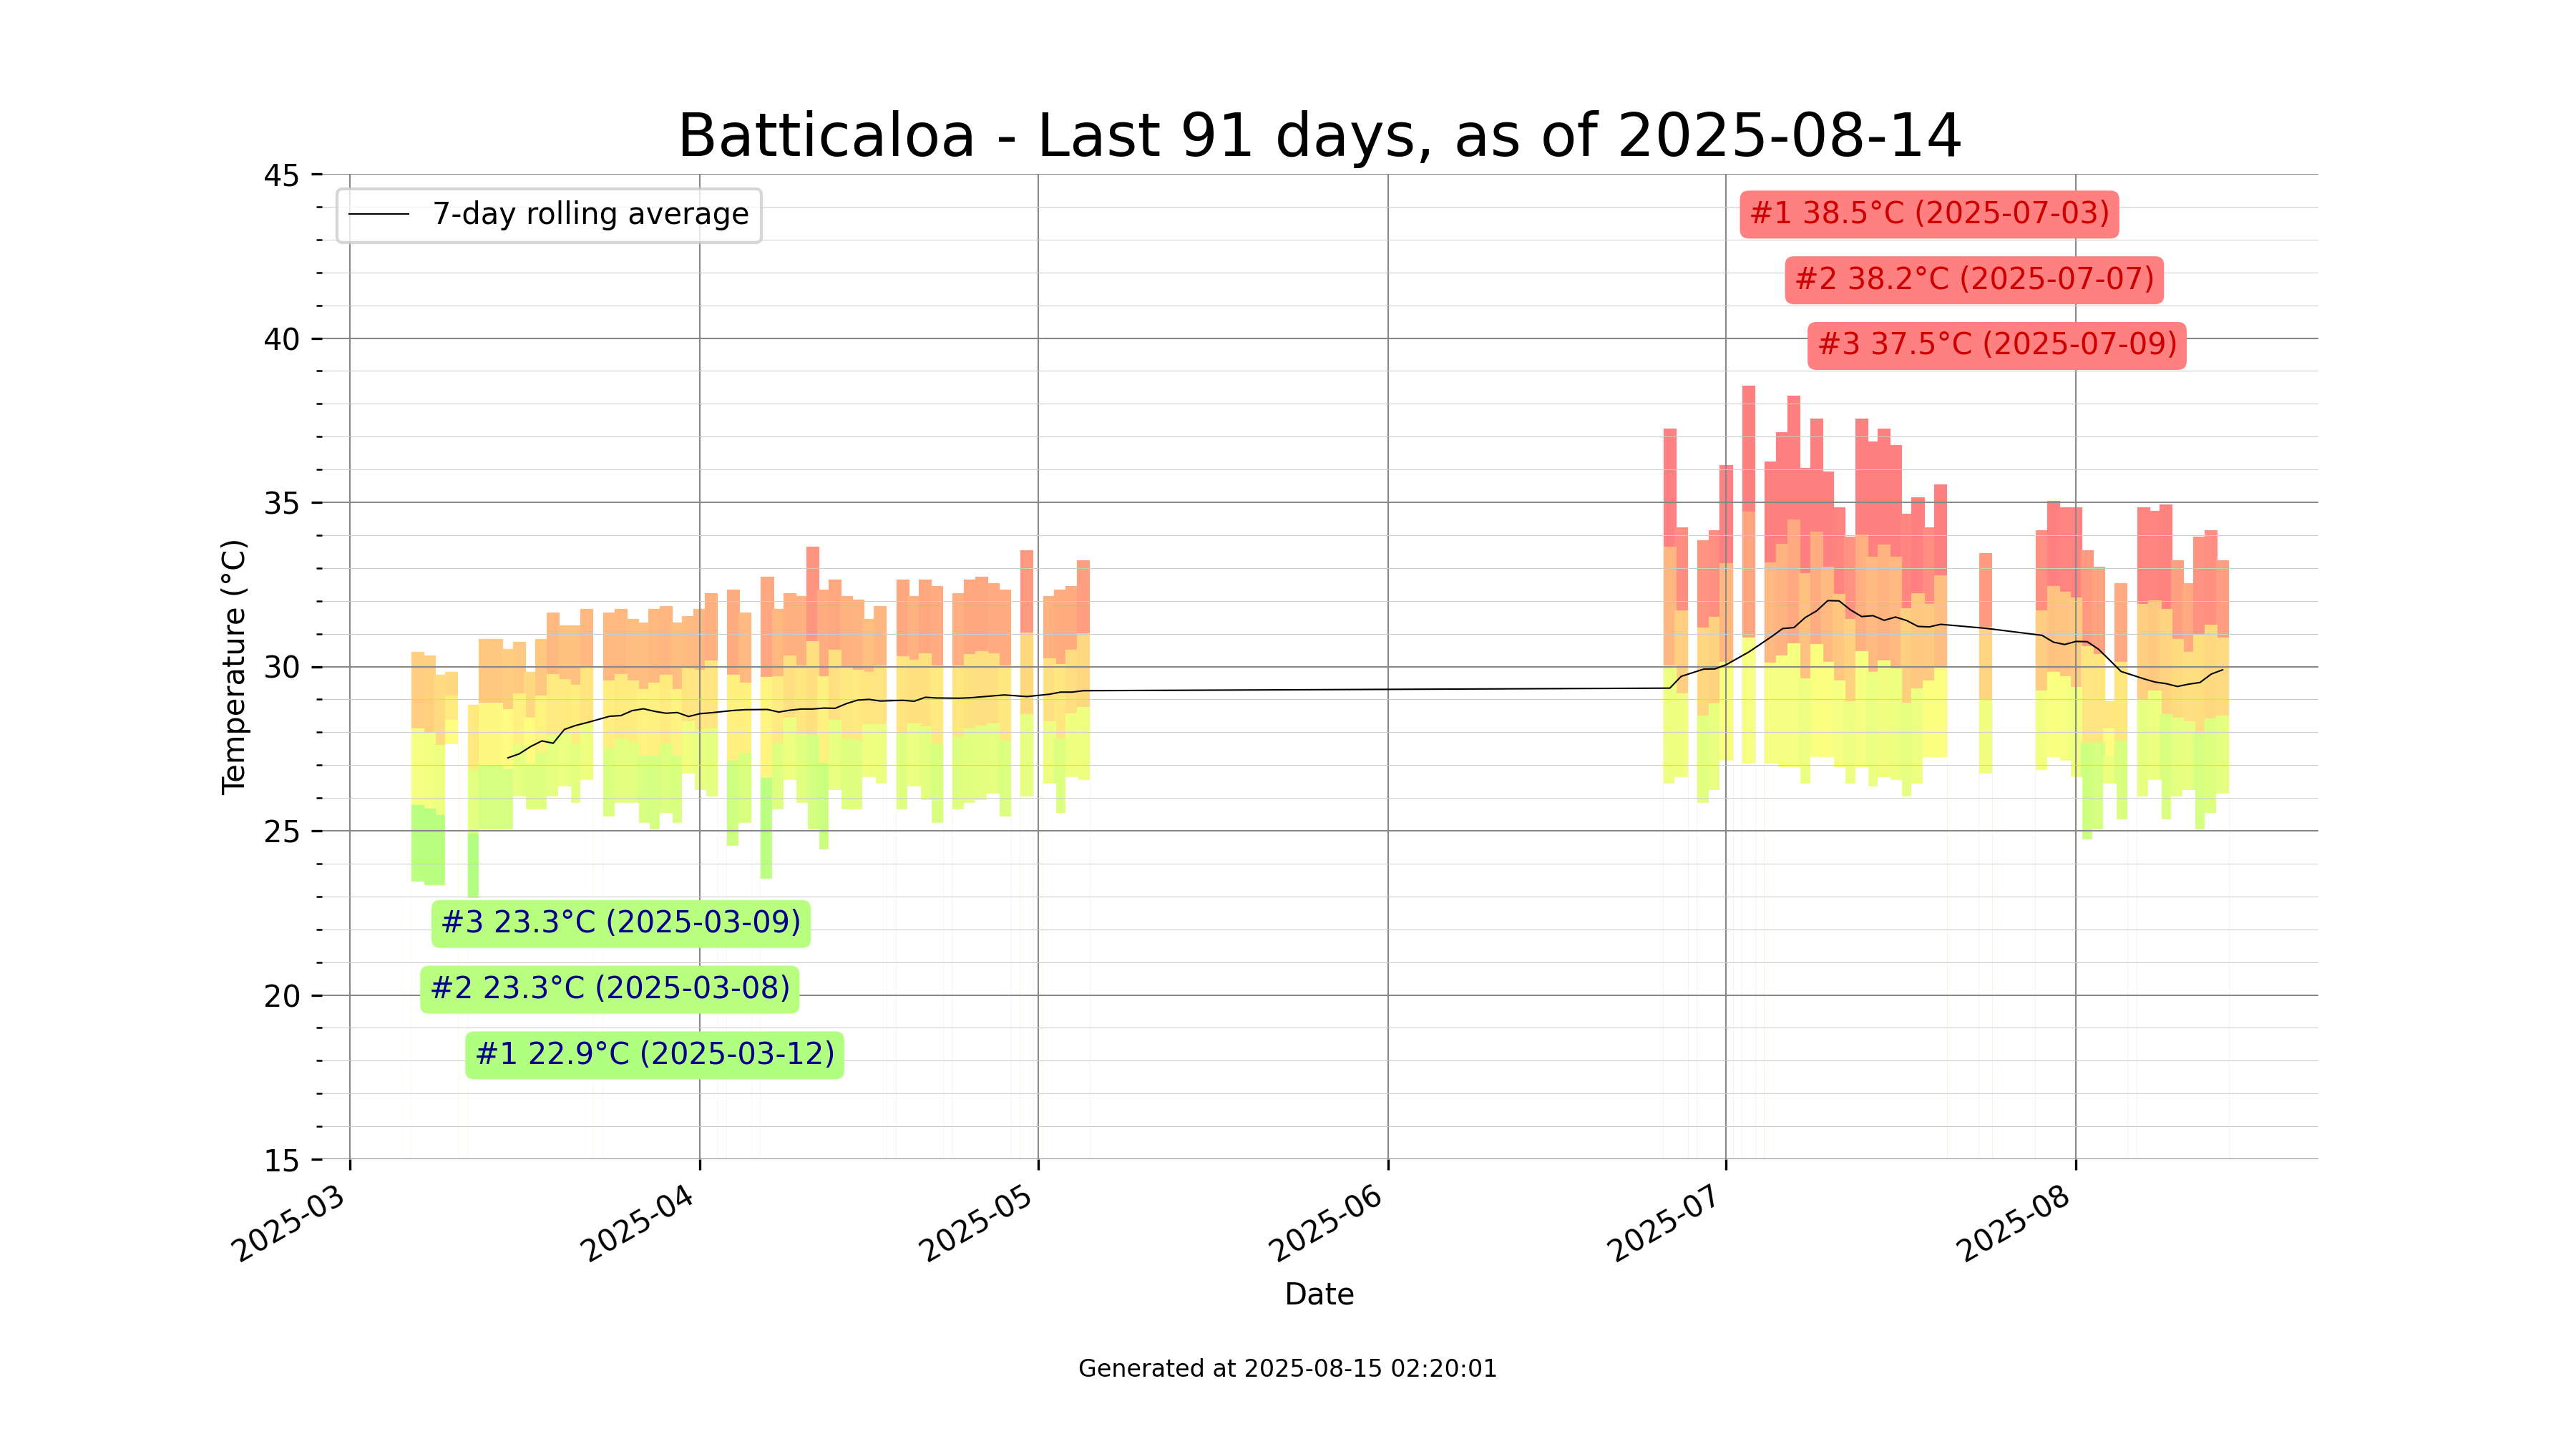 Batticaloa - Last 91 days, as of 2025-08-14
7-day rolling average
#1 38.5°C (2025-07-03)
#2 38.2°C (2025-07-07)
#3 37.5°C (2025-07-09)
#3 23.3°C (2025-03-09)
#2 23.3°C (2025-03-08)
#1 22.9°C (2025-03-12)
Temperature (°C)
45
40
35
30
25
20
15
2025-03
2025-04
2025-05
2025-06
2025-07
2025-08
Date
Generated at 2025-08-15 02:20:01